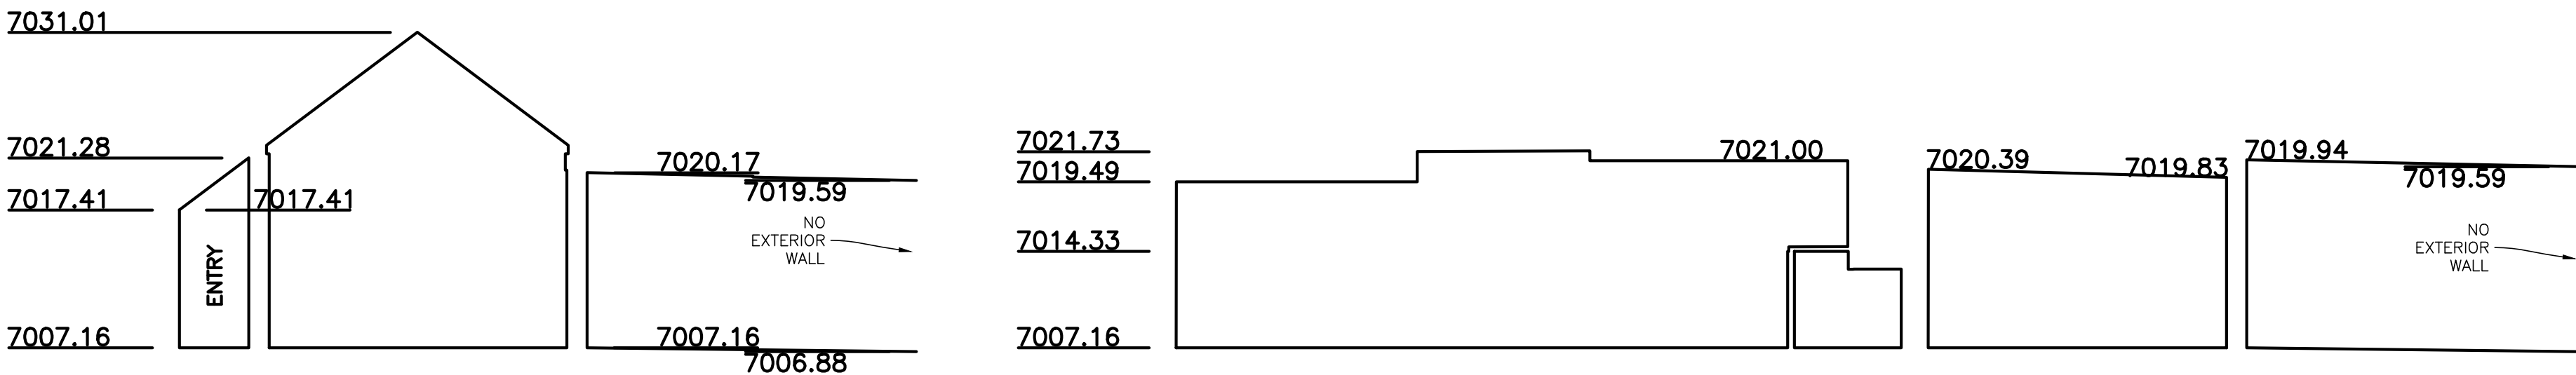 7031.01
7021.28
7017.41
7017.41
ENTRY
7007.16
7020.17
7019.59
NO
EXTERIOR
WALL
7007.16
7006.88
7021.73
7019.49
7014.33
7007.16
7021.00
7020.39
7019.83
7019.94
7019.59
NO
EXTERIOR
WALL